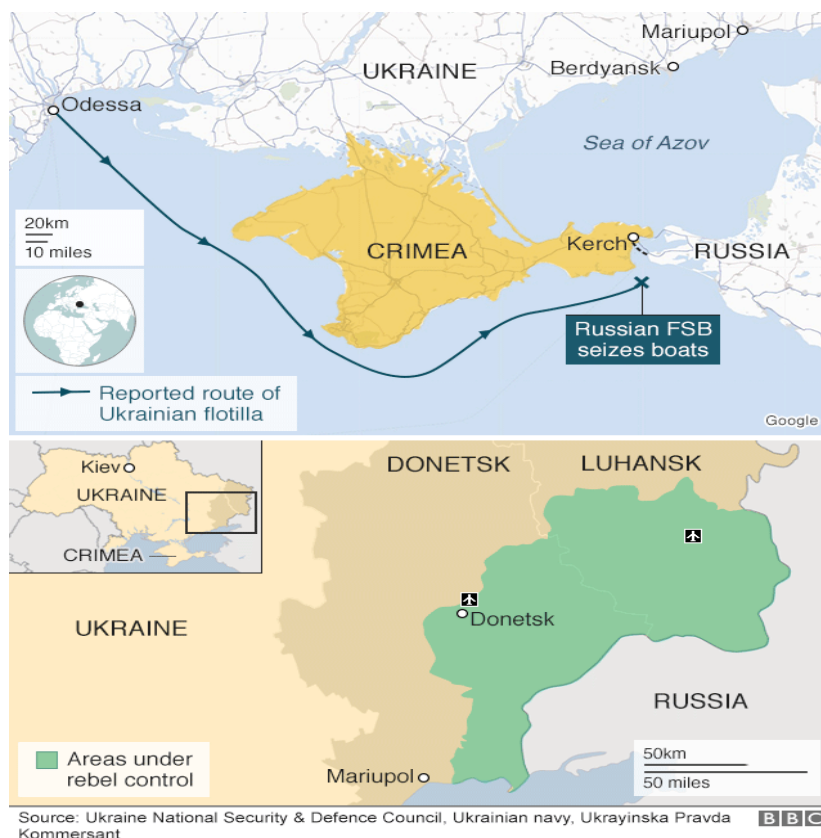 Mariupol
UKRAINE
Berdyansk
Odessa
Sea of Azov
20km
10 miles
CRIMEA
Kerch
RUSSIA
Russian FSB
seizes boats
Reported route of
Ukrainian flotilla
Google
Kiev
UKRAINE
CRIMEA
DONETSK
LUHANSK
UKRAINE
Donetsk
RUSSIA
Areas under
rebel control
Mariupol
50km
50 miles
Source: Ukraine National Security & Defence Council, Ukrainian navy, Ukrayinska Pravda
Kommersant
BBC